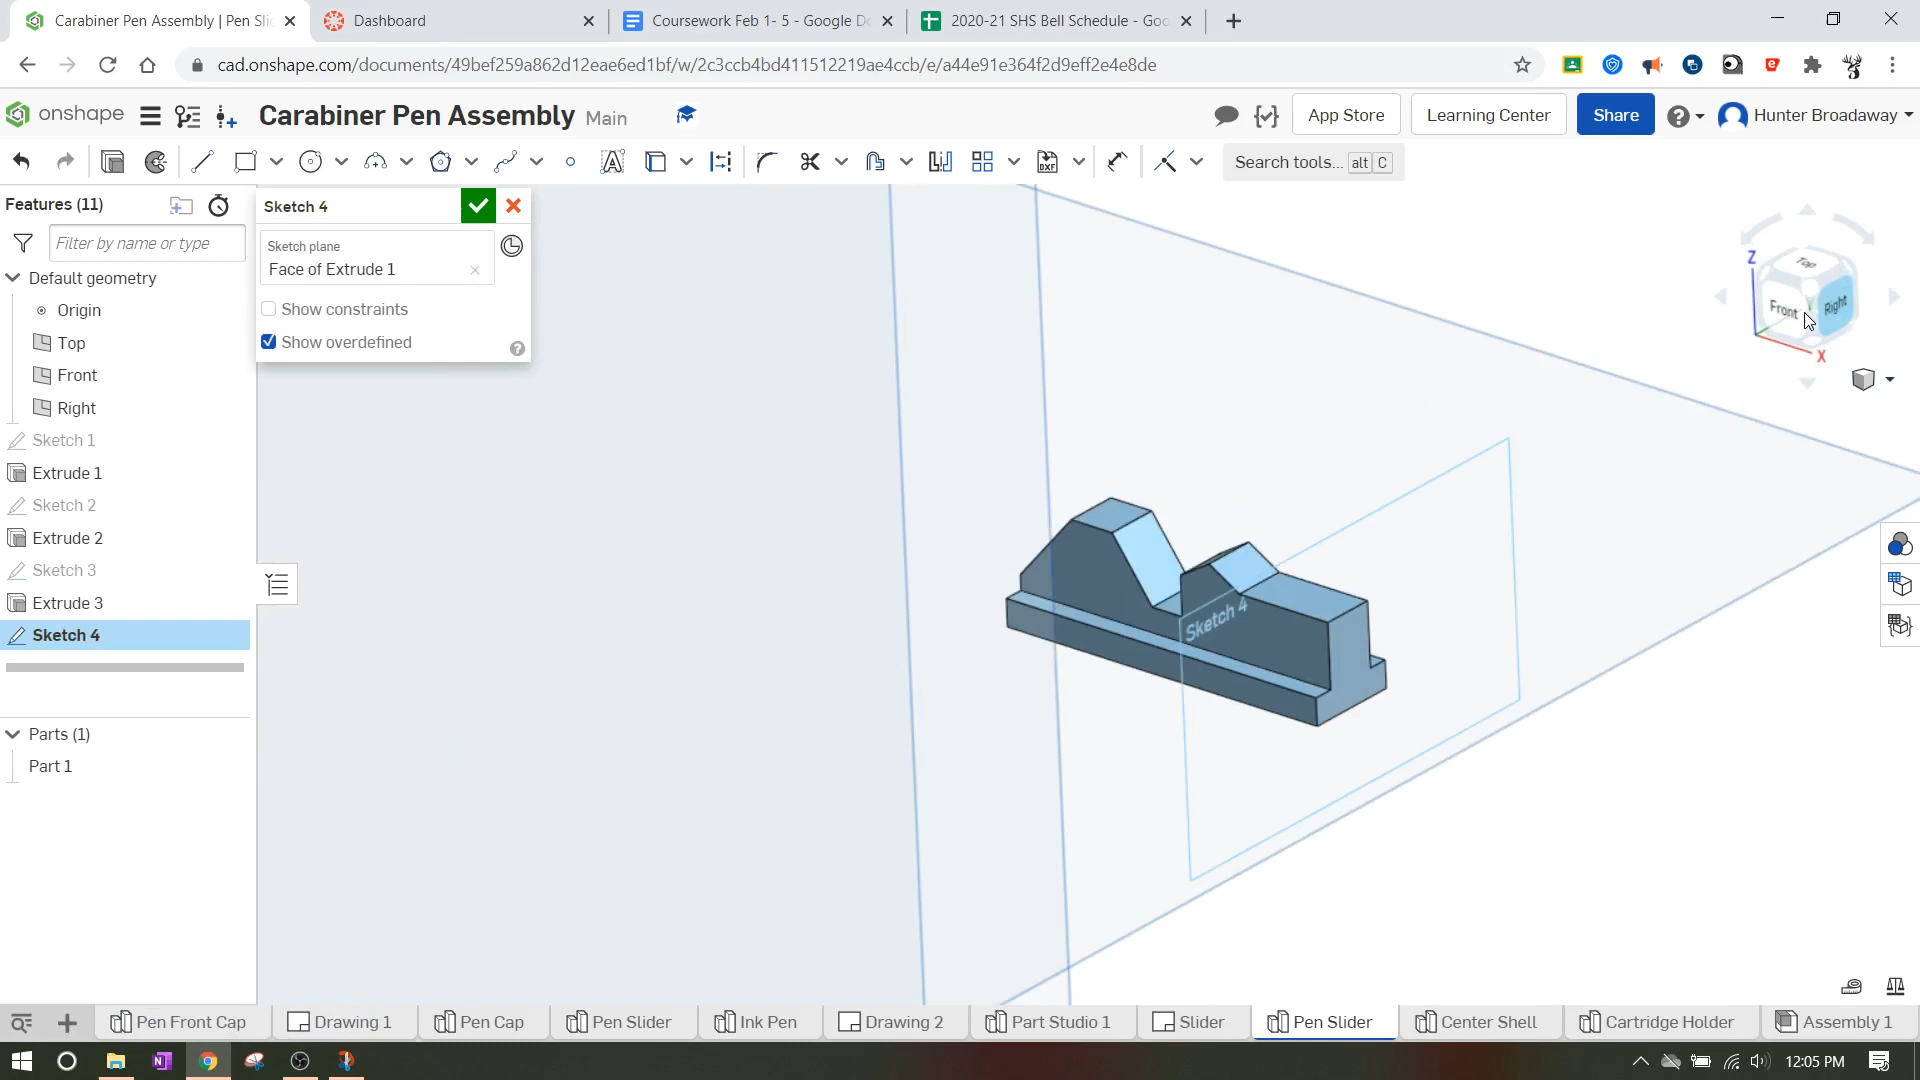 Carabiner Pen Assembly | Pen Slic
Dashboard
Coursework Feb 1- 5 - Google Do
2020-21 SHS Bell Schedule - Goo
cad.onshape.com/documents/49bef259a862d12eae6ed1bf/w/2c3ccb4bd411512219ae4ccb/e/a44e91e364f2d9eff2e4e8de
onshape
Carabiner Pen Assembly Main
App Store
Learning Center
Share
Hunter Broadaway
Search tools... alt C
Features (11)
Filter by name or type
Default geometry
Origin
Top
Front
Right
Sketch 1
Extrude 1
Sketch 2
Extrude 2
Sketch 3
Extrude 3
Sketch 4
Parts (1)
Part 1
Sketch 4
Sketch plane
Face of Extrude 1
Show constraints
Show overdefined
Sketch 4
Z
Top
Front
Right
X
Pen Front Cap
Drawing 1
Pen Cap
Pen Slider
Ink Pen
Drawing 2
Part Studio 1
Slider
Pen Slider
Center Shell
Cartridge Holder
Assembly 1
12:05 PM